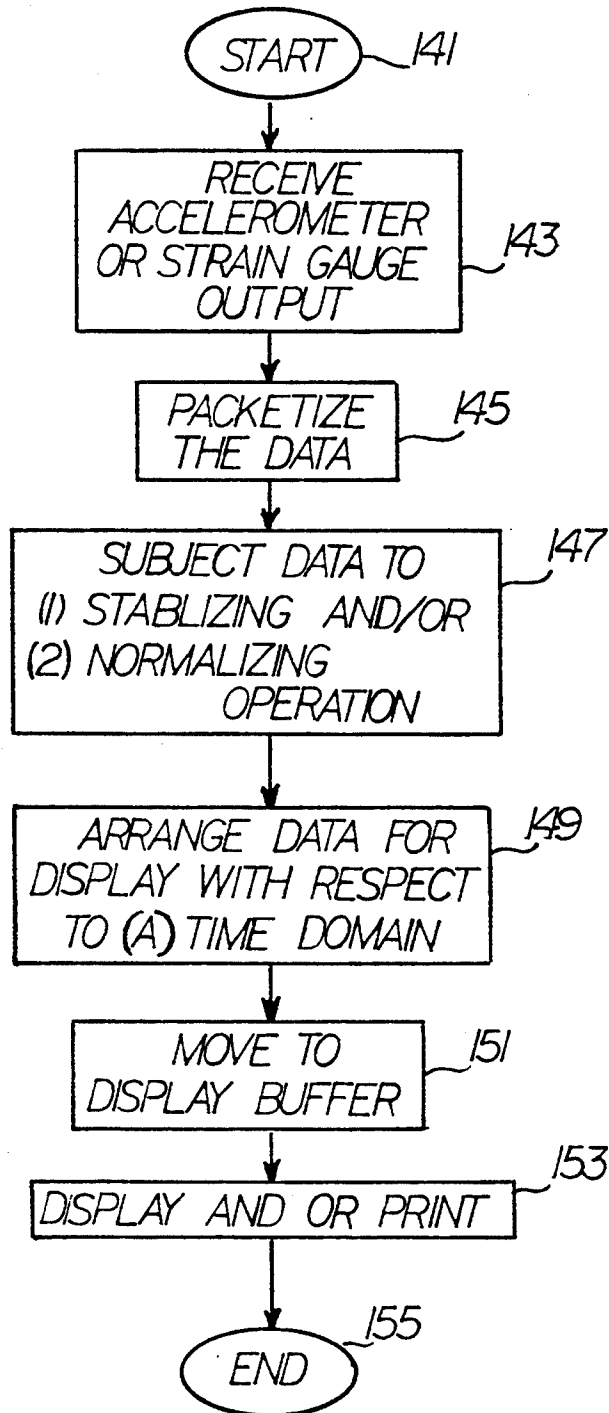 START
141
RECEIVE
ACCELEROMETER
OR STRAIN GAUGE
OUTPUT
143
PACKETIZE
THE DATA
145
SUBJECT DATA TO
(1) STABLIZING AND/OR
(2) NORMALIZING
OPERATION
147
ARRANGE DATA FOR
DISPLAY WITH RESPECT
TO (A) TIME DOMAIN
149
MOVE TO
DISPLAY BUFFER
151
DISPLAY AND OR PRINT
153
END
155